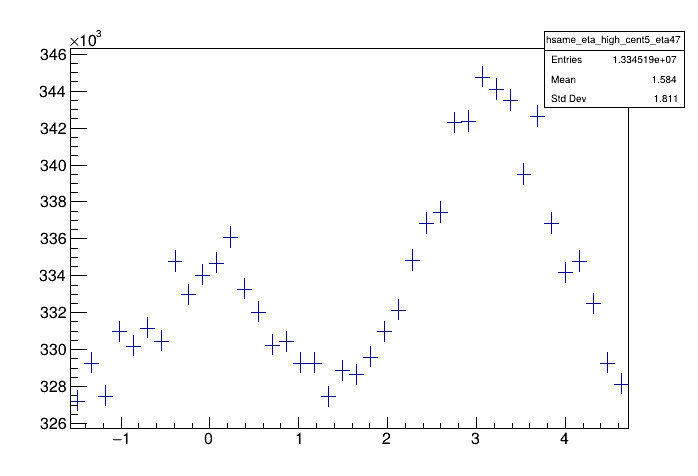 ×10³
hsame_eta_high_cent5_eta47
Entries 1.334519e+07
Mean 1.584
Std Dev 1.811
346
344
342
340
338
336
334
332
330
328
326
−1 0 1 2 3 4